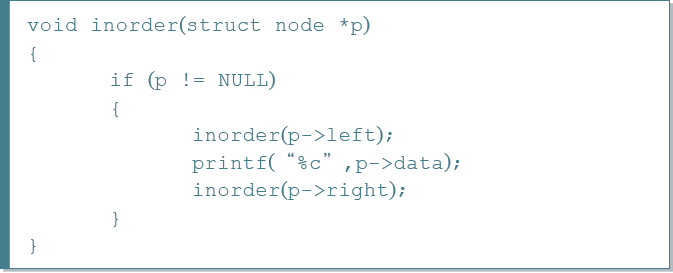 void inorder(struct node *p)
{
if (p != NULL)
{
inorder(p->left);
printf( “%c” ,p->data);
inorder(p->right);
}
}